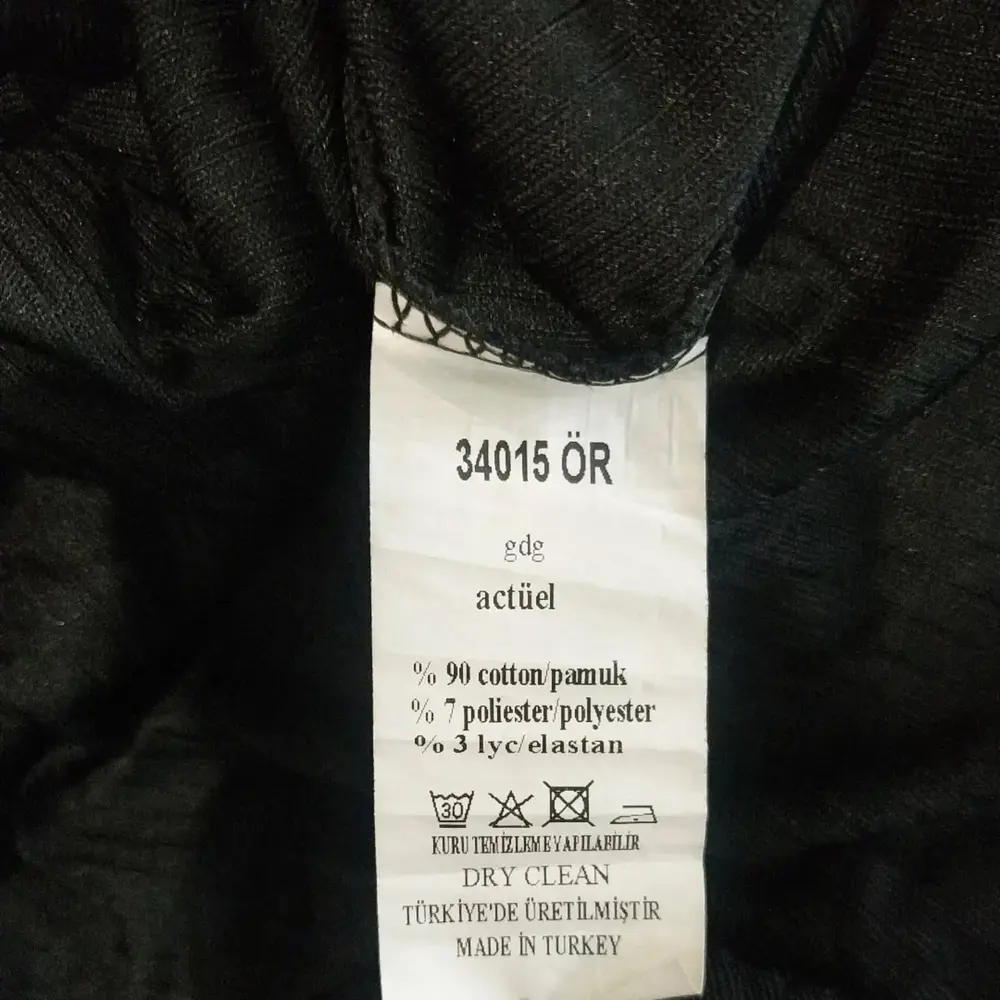 34015 ÖR
gdg
actüel
% 90 cotton/pamuk
% 7 poliester/polyester
% 3 lyc/elastan
30
KURU TEMİZLEME YAPILABİLİR
DRY CLEAN
TÜRKİYE'DE ÜRETİLMİŞTİR
MADE İN TURKEY